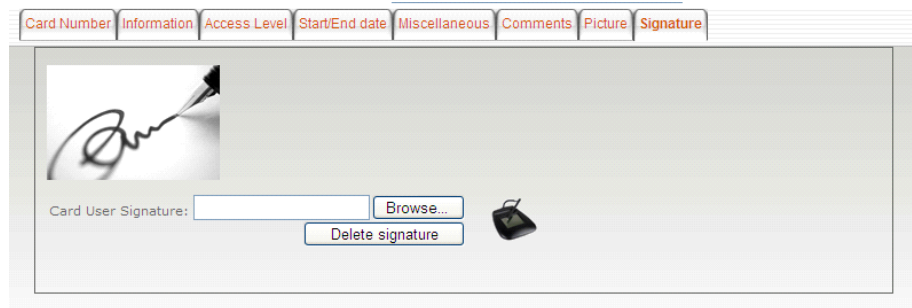 Card Number Information Access Level Start/End date Miscellaneous Comments Picture Signature
Card User Signature: Browse...
Delete signature